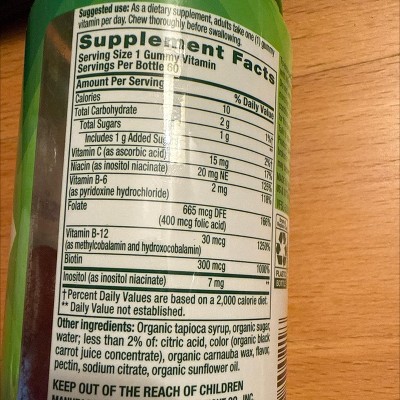 Suggested use: As a dietary supplement, adults take one (1) gummy
vitamin per day. Chew thoroughly before swallowing.
Supplement Facts
Serving Size 1 Gummy Vitamin
Servings Per Bottle 60
Amount Per Serving % Daily Value
Calories 10
Total Carbohydrate 2 g 1%†
Total Sugars 1 g **
Includes 1 g Added Sugars 2%†
Vitamin C (as ascorbic acid) 15 mg 17%
Niacin (as inositol niacinate) 20 mg NE 125%
Vitamin B-6 2 mg 118%
(as pyridoxine hydrochloride)
Folate 665 mcg DFE 166%
(400 mcg folic acid)
Vitamin B-12 30 mcg 1250%
(as methylcobalamin and hydroxocobalamin)
Biotin 300 mcg 1000%
Inositol (as inositol niacinate) 7 mg **
†Percent Daily Values are based on a 2,000 calorie diet.
** Daily Value not established.
Other ingredients: Organic tapioca syrup, organic sugar,
water; less than 2% of: citric acid, color (organic black
carrot juice concentrate), organic carnauba wax, flavor,
pectin, sodium citrate, organic sunflower oil.
KEEP OUT OF THE REACH OF CHILDREN